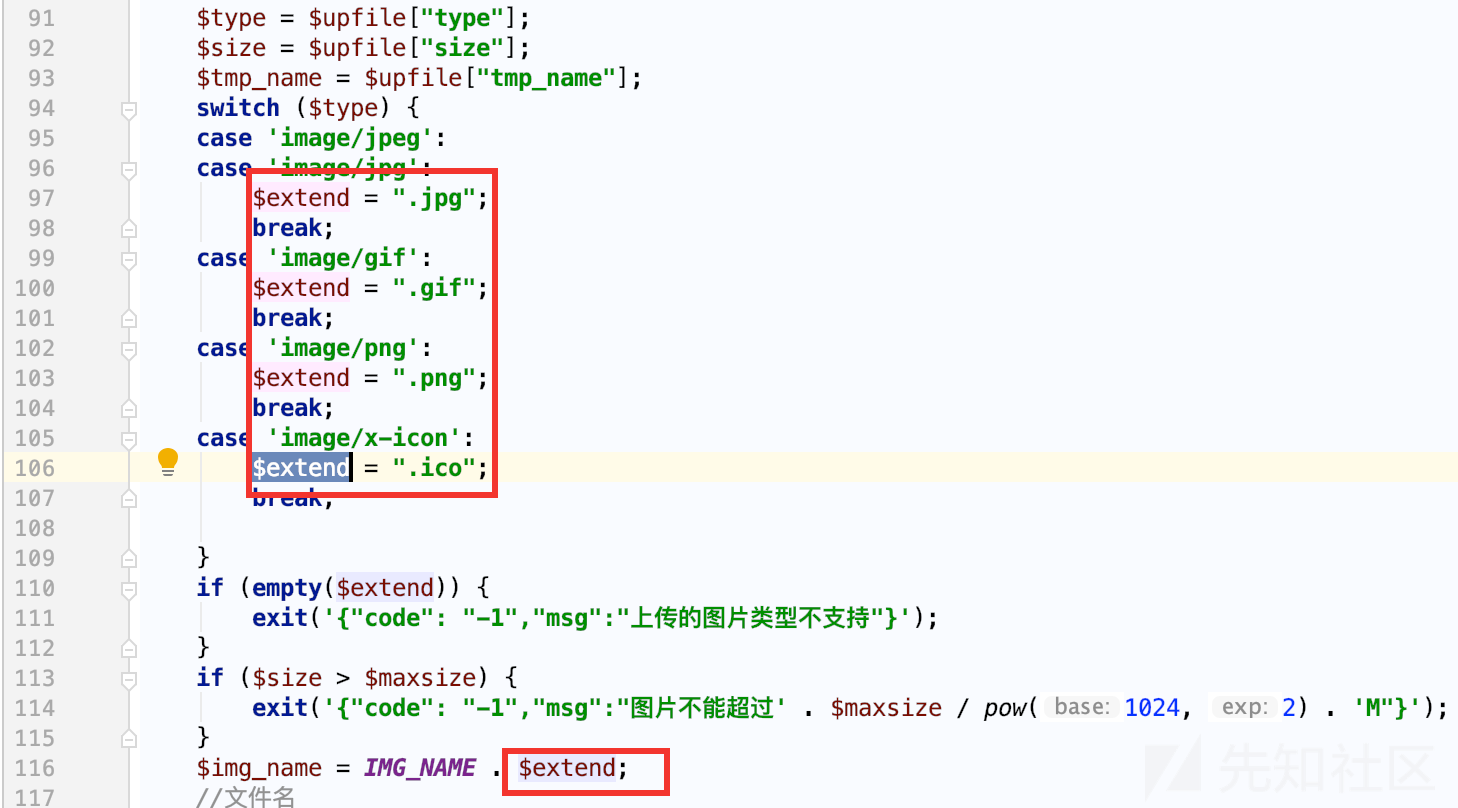 91 $type = $upfile["type"];
92 $size = $upfile["size"];
93 $tmp_name = $upfile["tmp_name"];
94 switch ($type) {
95 case 'image/jpeg':
96 case 'image/jpg':
97 $extend = ".jpg";
98 break;
99 case 'image/gif':
100 $extend = ".gif";
101 break;
102 case 'image/png':
103 $extend = ".png";
104 break;
105 case 'image/x-icon':
106 $extend = ".ico";
107 break;
108
109 }
110 if (empty($extend)) {
111 exit('{"code": "-1","msg":"上传的图片类型不支持"}');
112 }
113 if ($size > $maxsize) {
114 exit('{"code": "-1","msg":"图片不能超过' . $maxsize / pow( base: 1024, exp: 2) . 'M"}');
115 }
116 $img_name = IMG_NAME . $extend;
117 //文件名
先知社区